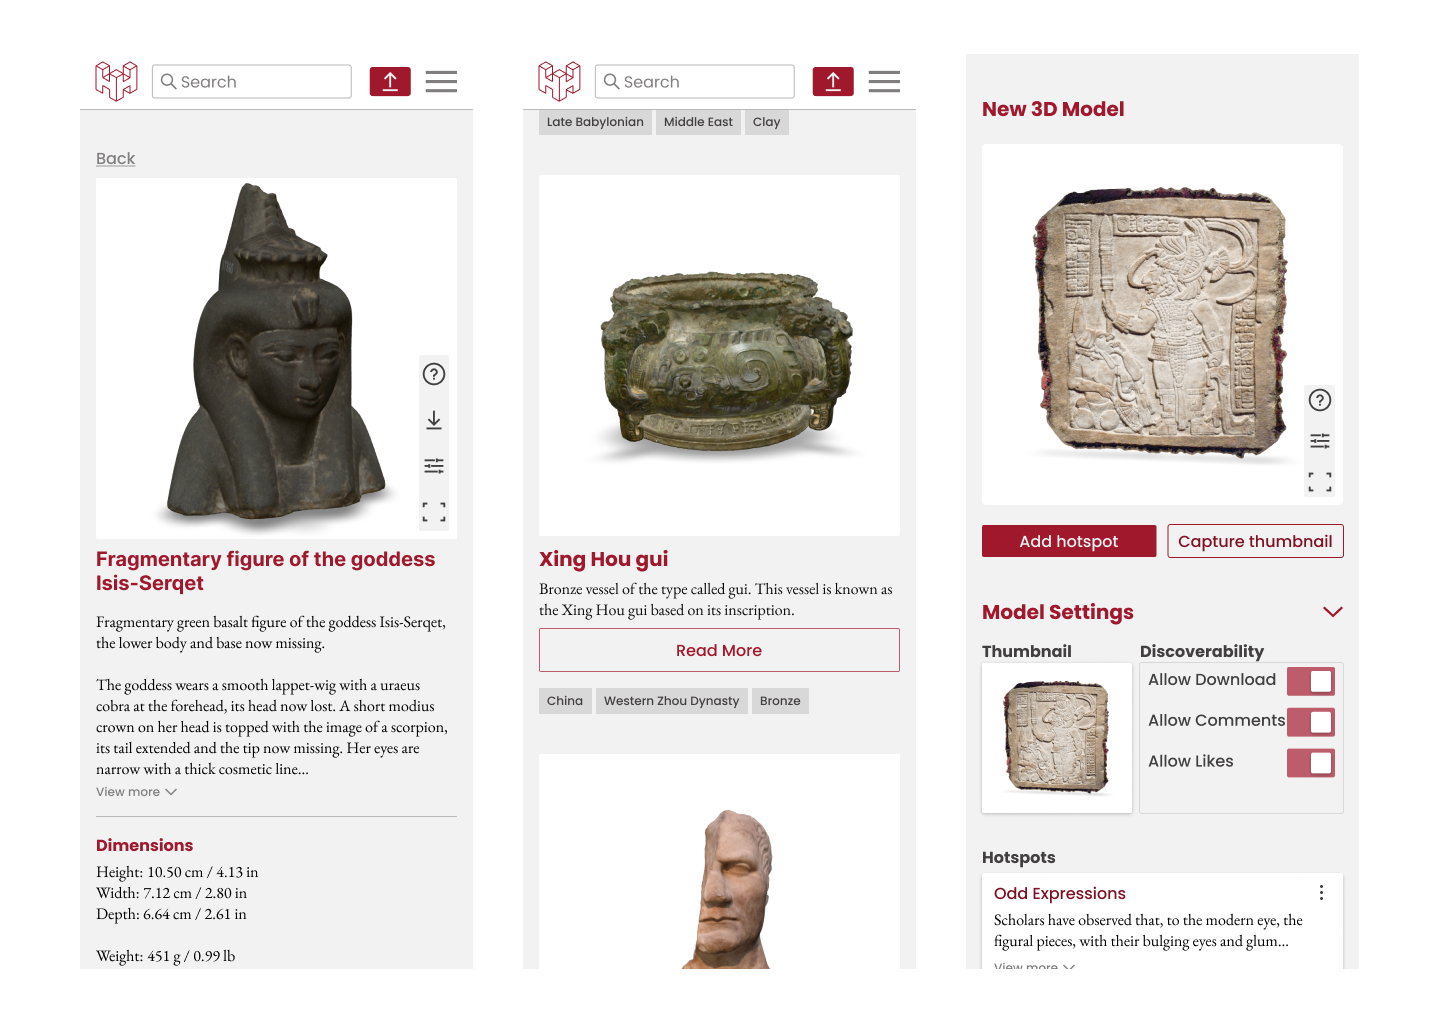 Search
Back
Fragmentary figure of the goddess
Isis-Serqet
Fragmentary green basalt figure of the goddess Isis-Serqet,
the lower body and base now missing.
The goddess wears a smooth lappet-wig with a uraeus
cobra at the forehead, its head now lost. A short modius
crown on her head is topped with the image of a scorpion,
its tail extended and the tip now missing. Her eyes are
narrow with a thick cosmetic line...
View more
Dimensions
Height: 10.50 cm / 4.13 in
Width: 7.12 cm / 2.80 in
Depth: 6.64 cm / 2.61 in
Weight: 451 g / 0.99 lb
Search
Late Babylonian
Middle East
Clay
Xing Hou gui
Bronze vessel of the type called gui. This vessel is known as
the Xing Hou gui based on its inscription.
Read More
China
Western Zhou Dynasty
Bronze
New 3D Model
Add hotspot
Capture thumbnail
Model Settings
Thumbnail
Discoverability
Allow Download
Allow Comments
Allow Likes
Hotspots
Odd Expressions
Scholars have observed that, to the modern eye, the
figural pieces, with their bulging eyes and glum...
View more